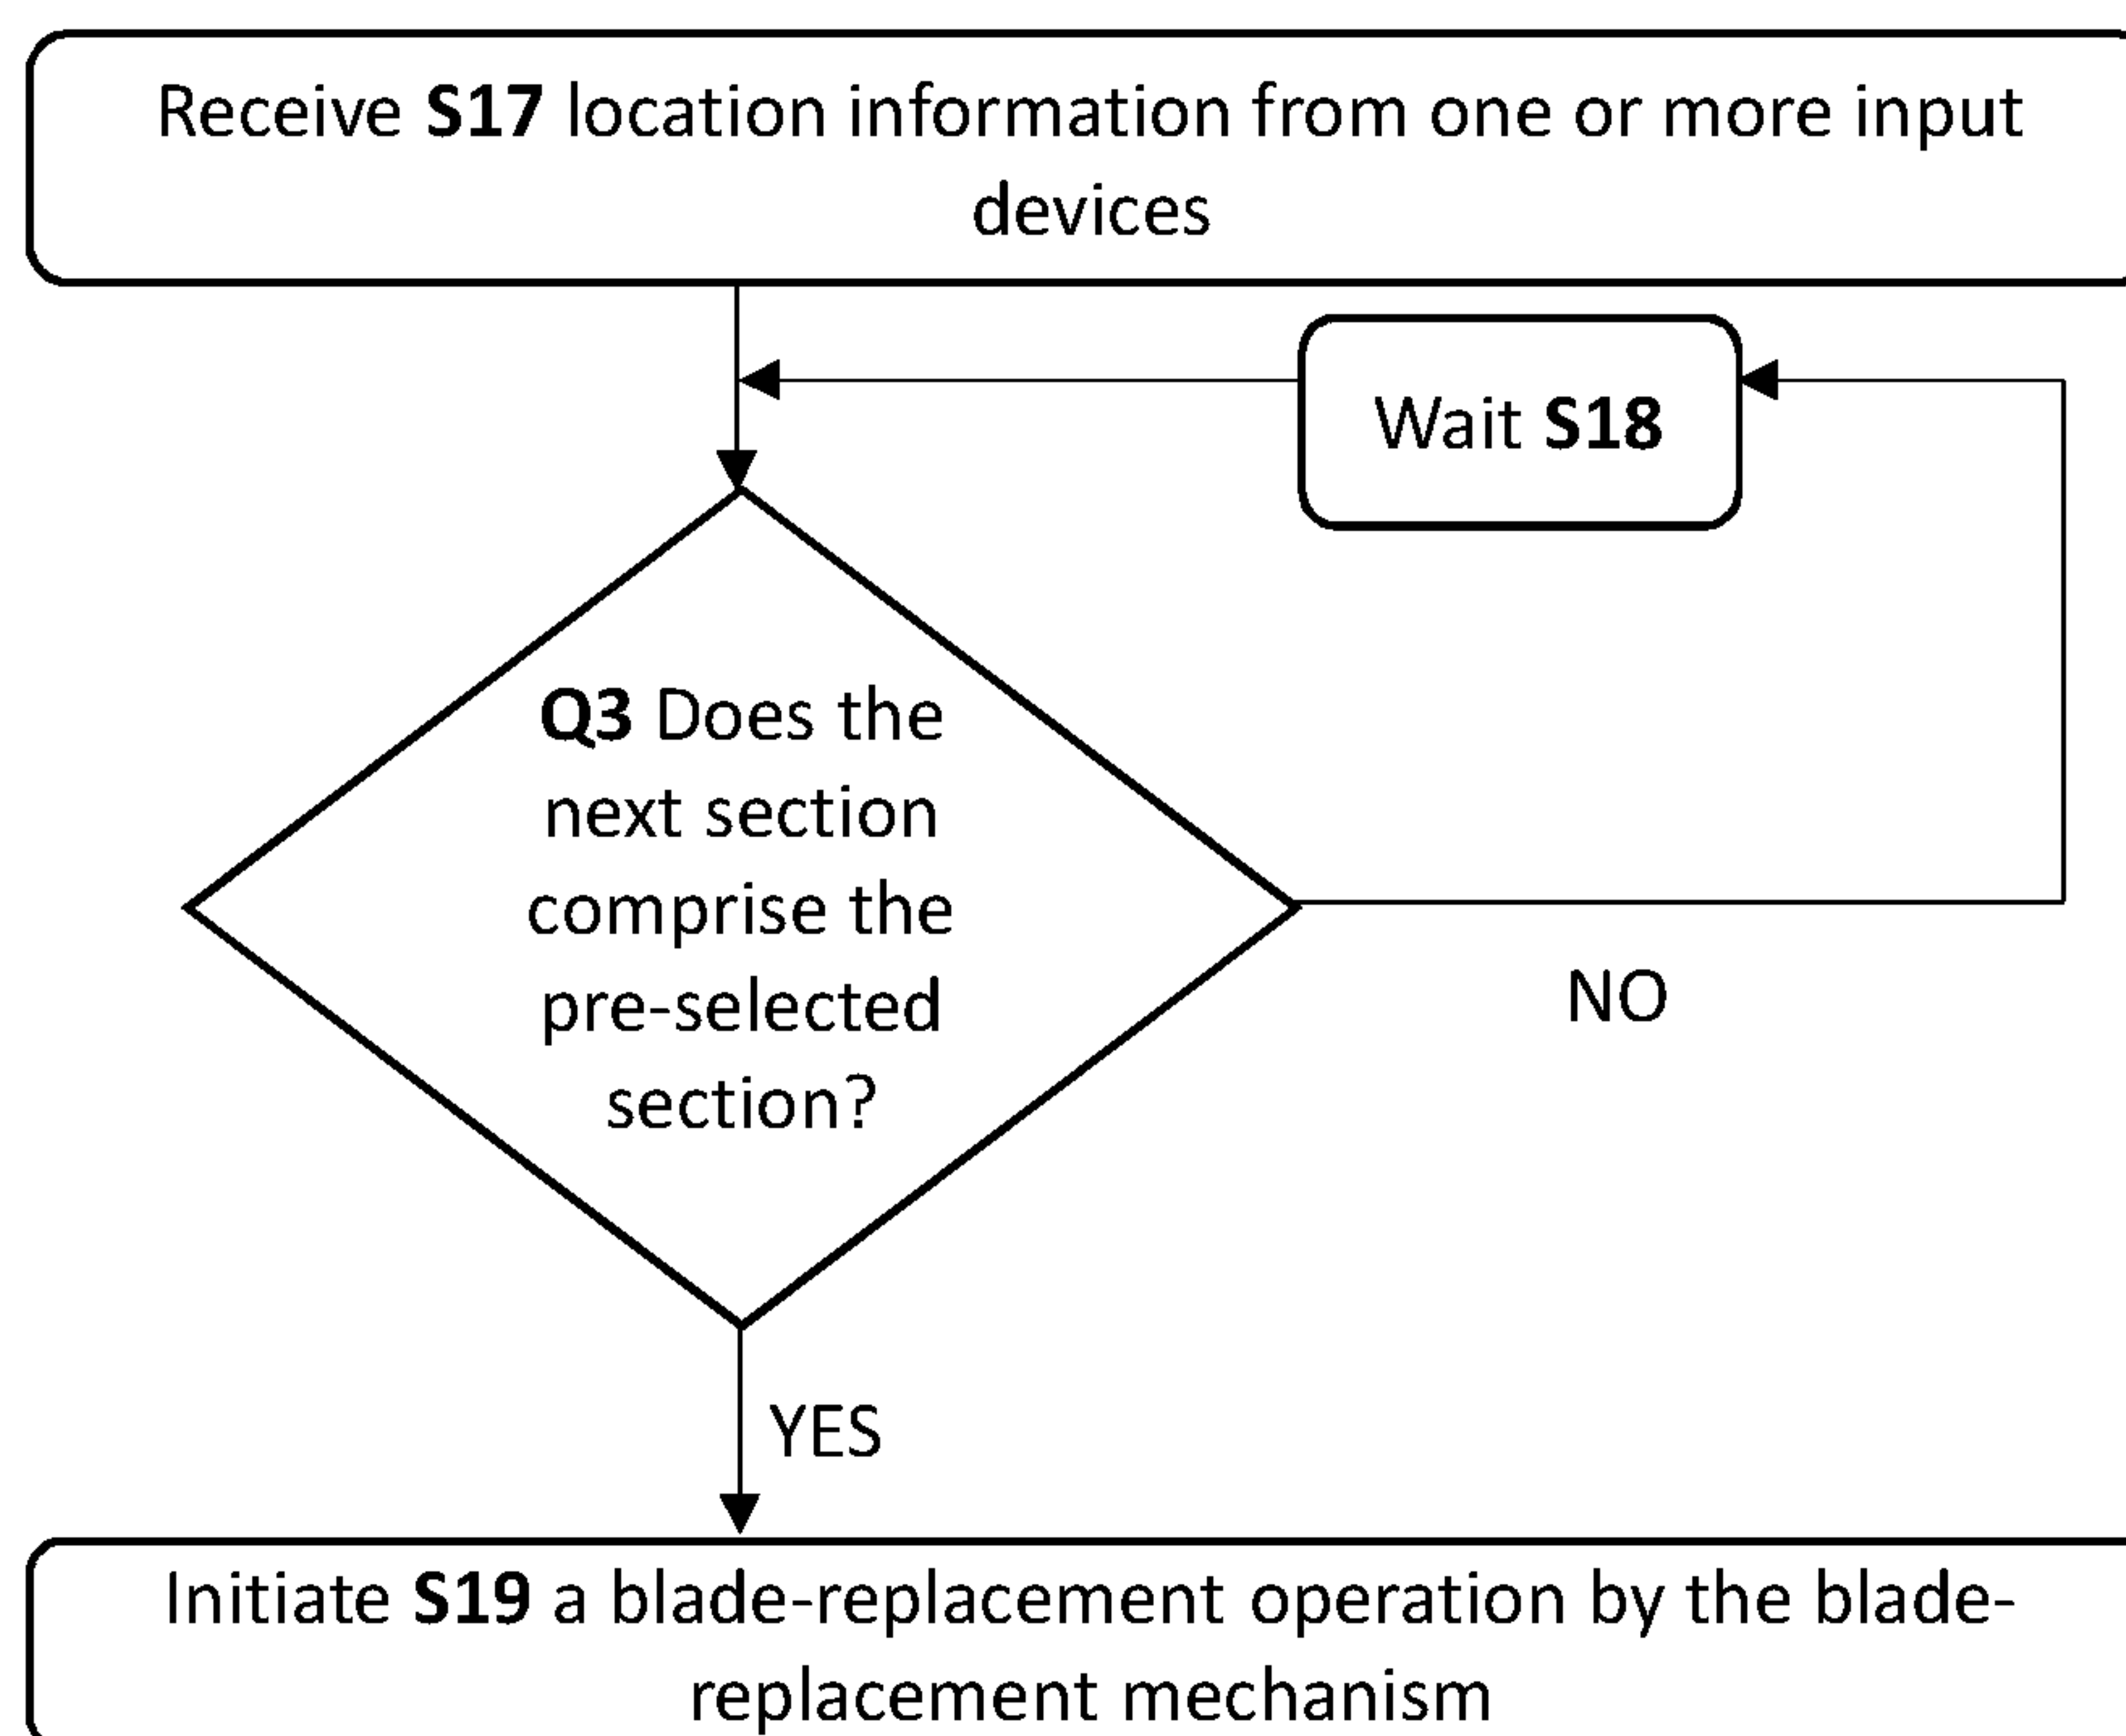 Receive S17 location information from one or more input
devices
Wait S18
Q3 Does the
next section
comprise the
pre-selected
section?
NO
YES
Initiate S19 a blade-replacement operation by the blade-
replacement mechanism